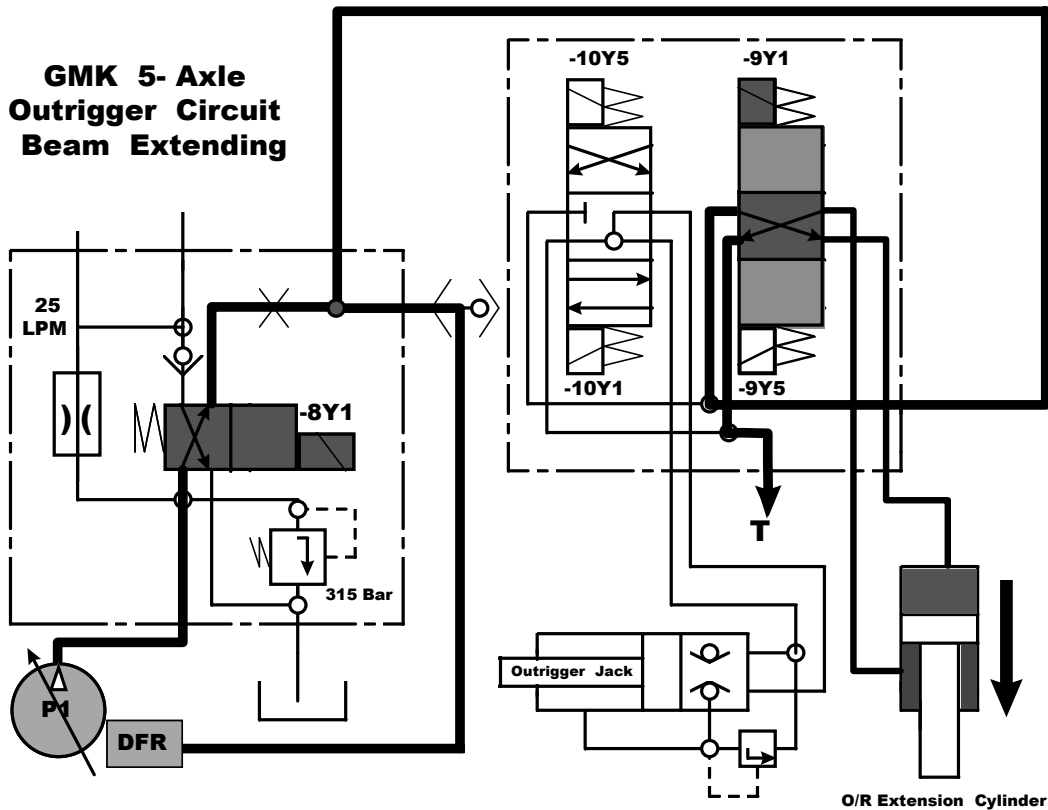 GMK 5- Axle
Outrigger Circuit
Beam Extending
-10Y5
-9Y1
25
LPM
-8Y1
-10Y1
-9Y5
T
315 Bar
Outrigger Jack
P1
DFR
O/R Extension Cylinder